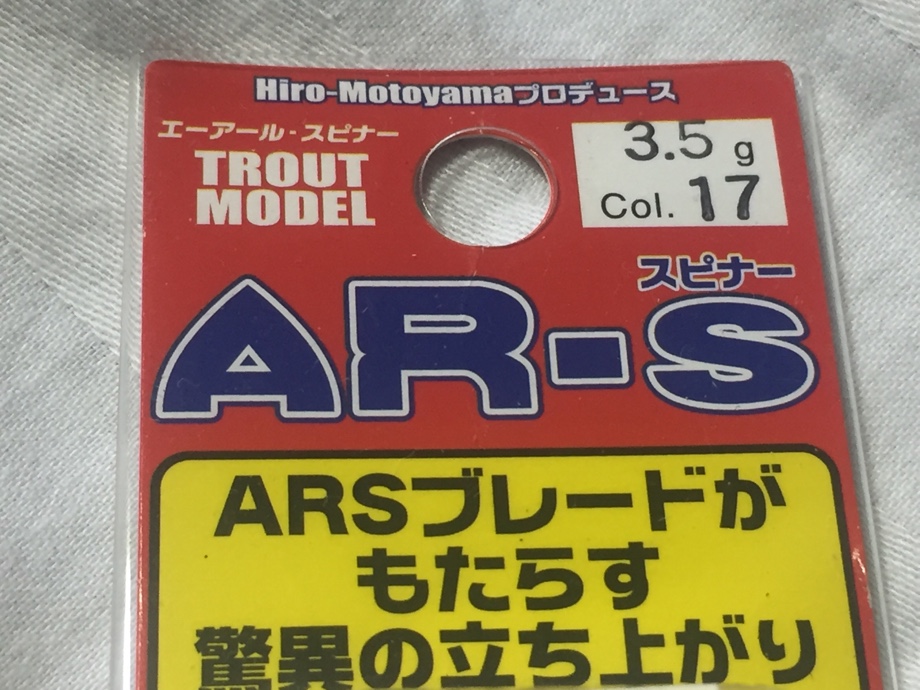 Hiro-Motoyamaプロデュース
エーアール・スピナー
TROUT
MODEL
3.5 g
Col. 17
スピナー
AR-S
ARSブレードが
もたらす
驚異の立ち上がり